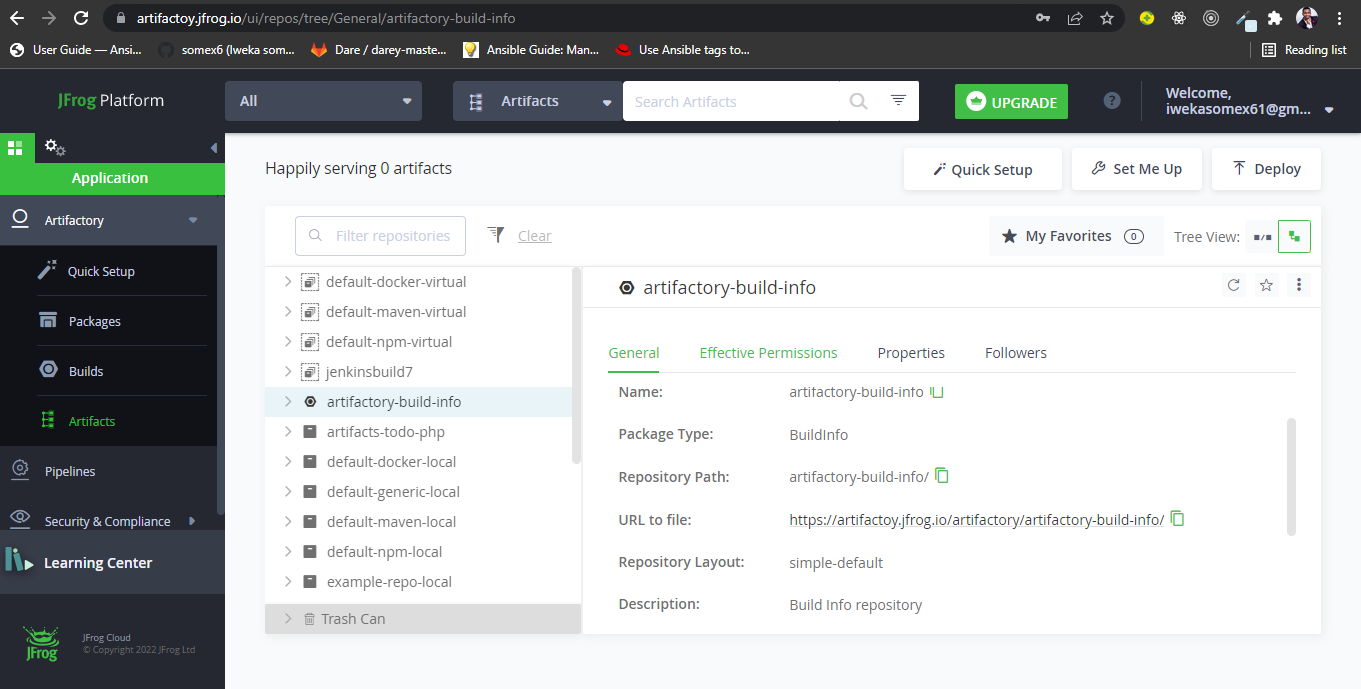 artifactoy.jfrog.io/ui/repos/tree/General/artifactory-build-info
User Guide — Ansi... somex6 (Iweka som... Dare / darey-maste... Ansible Guide: Man... Use Ansible tags to... Reading list
JFrog Platform All Artifacts Search Artifacts UPGRADE ? Welcome,
iwekasomex61@gm...
Application
Artifactory
Quick Setup
Packages
Builds
Artifacts
Pipelines
Security & Compliance
Learning Center
JFrog
JFrog Cloud
© Copyright 2022 JFrog Ltd
Happily serving 0 artifacts Quick Setup Set Me Up Deploy
Filter repositories Clear My Favorites 0 Tree View:
default-docker-virtual
default-maven-virtual
default-npm-virtual
jenkinsbuild7
artifactory-build-info
artifacts-todo-php
default-docker-local
default-generic-local
default-maven-local
default-npm-local
example-repo-local
Trash Can
artifactory-build-info
General Effective Permissions Properties Followers
Name: artifactory-build-info
Package Type: BuildInfo
Repository Path: artifactory-build-info/
URL to file: https://artifactoy.jfrog.io/artifactory/artifactory-build-info/
Repository Layout: simple-default
Description: Build Info repository